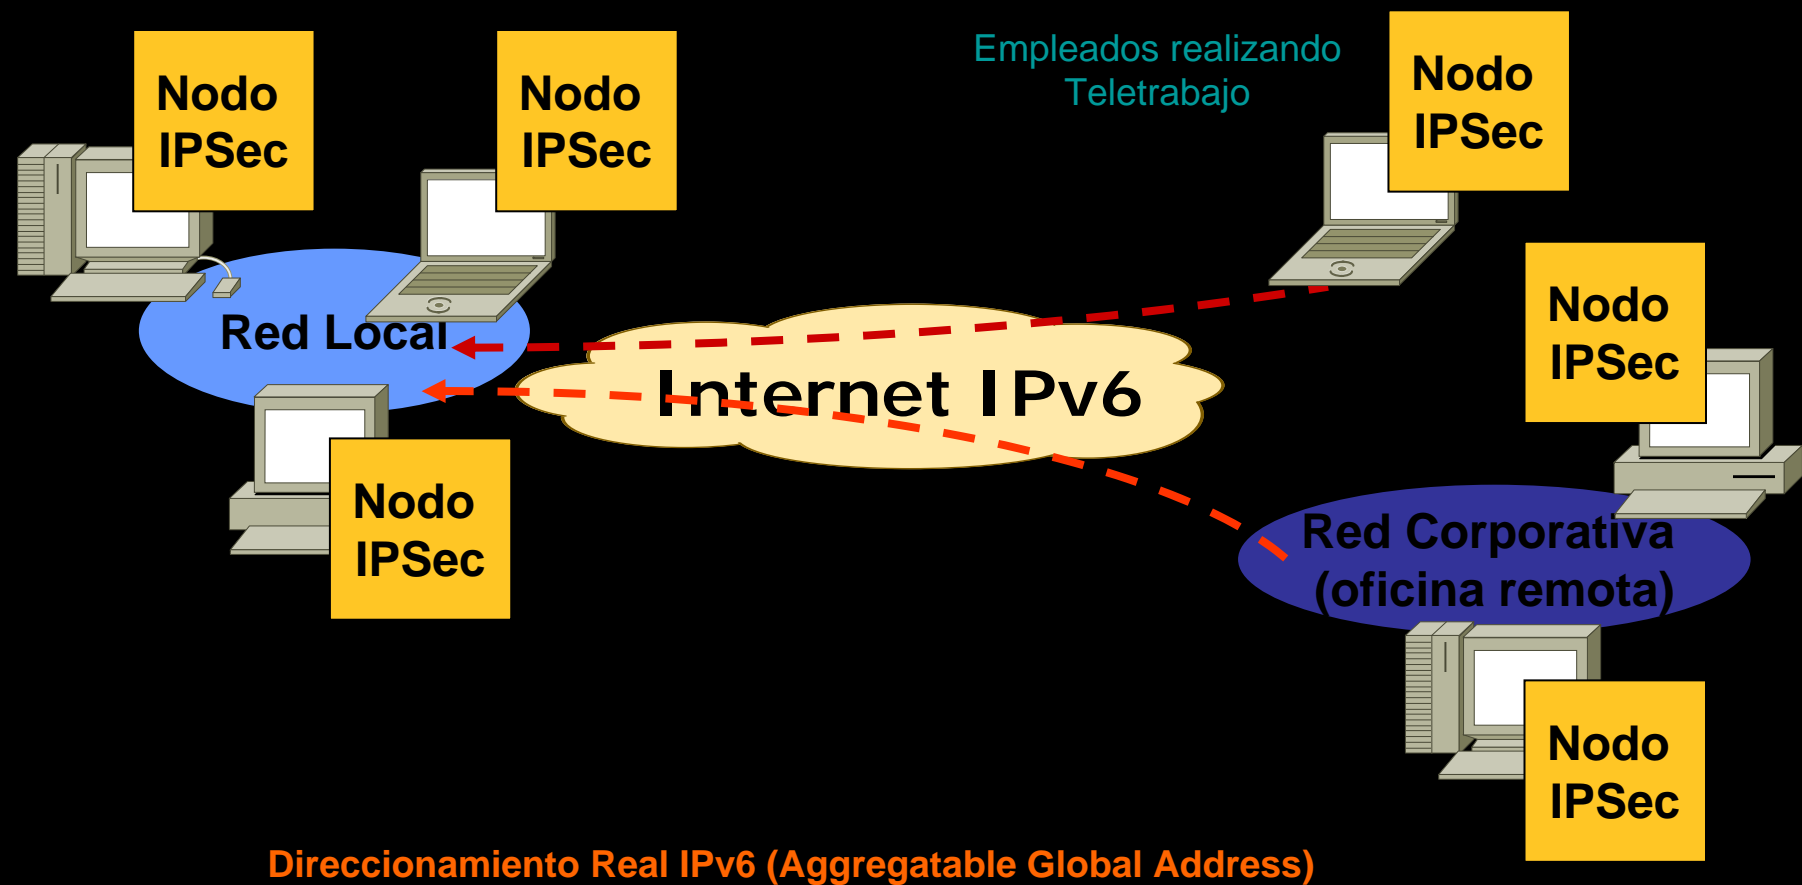 Nodo
IPSec
Nodo
IPSec
Empleados realizando
Teletrabajo
Nodo
IPSec
Nodo
IPSec
Red Local
Internet IPv6
Nodo
IPSec
Red Corporativa
(oficina remota)
Nodo
IPSec
Direccionamiento Real IPv6 (Aggregatable Global Address)